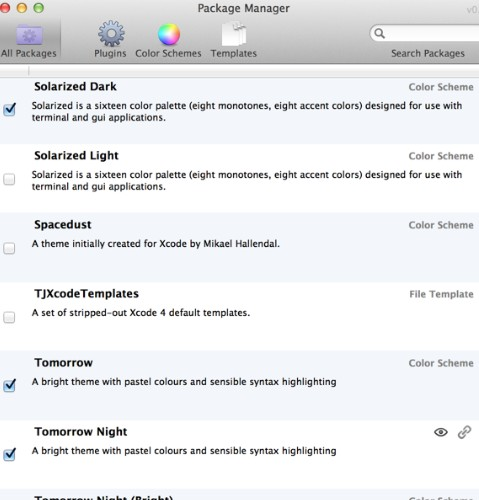 Package Manager
v0.
All Packages
Plugins
Color Schemes
Templates
Search Packages
Solarized Dark
Color Scheme
Solarized is a sixteen color palette (eight monotones, eight accent colors) designed for use with
terminal and gui applications.
Solarized Light
Color Scheme
Solarized is a sixteen color palette (eight monotones, eight accent colors) designed for use with
terminal and gui applications.
Spacedust
Color Scheme
A theme initially created for Xcode by Mikael Hallendal.
TJXcodeTemplates
File Template
A set of stripped-out Xcode 4 default templates.
Tomorrow
Color Scheme
A bright theme with pastel colours and sensible syntax highlighting
Tomorrow Night
A bright theme with pastel colours and sensible syntax highlighting
Tomorrow Night (Bright)
Color Scheme